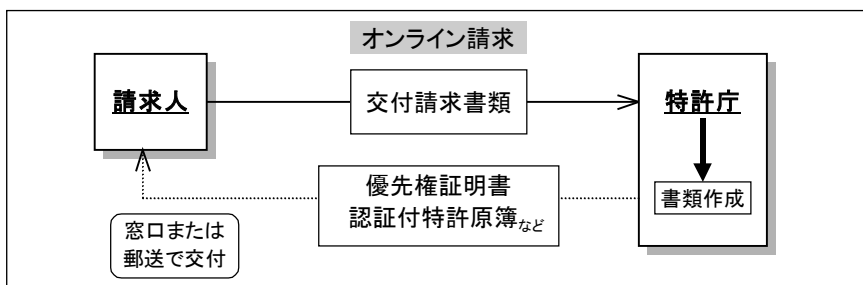 オンライン請求
請求人
交付請求書類
特許庁
書類作成
優先権証明書
認証付特許原簿など
窓口または
郵送で交付